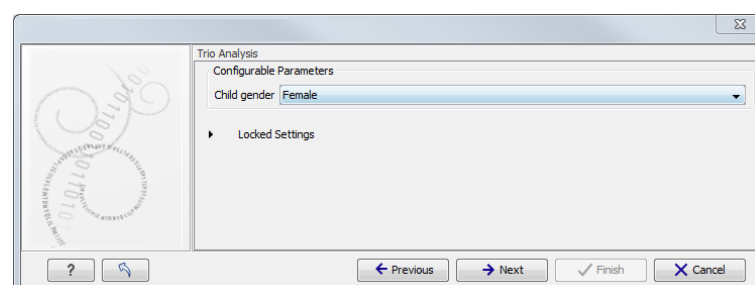 Trio Analysis
Configurable Parameters
Child gender Female
Locked Settings
? Previous Next Finish Cancel